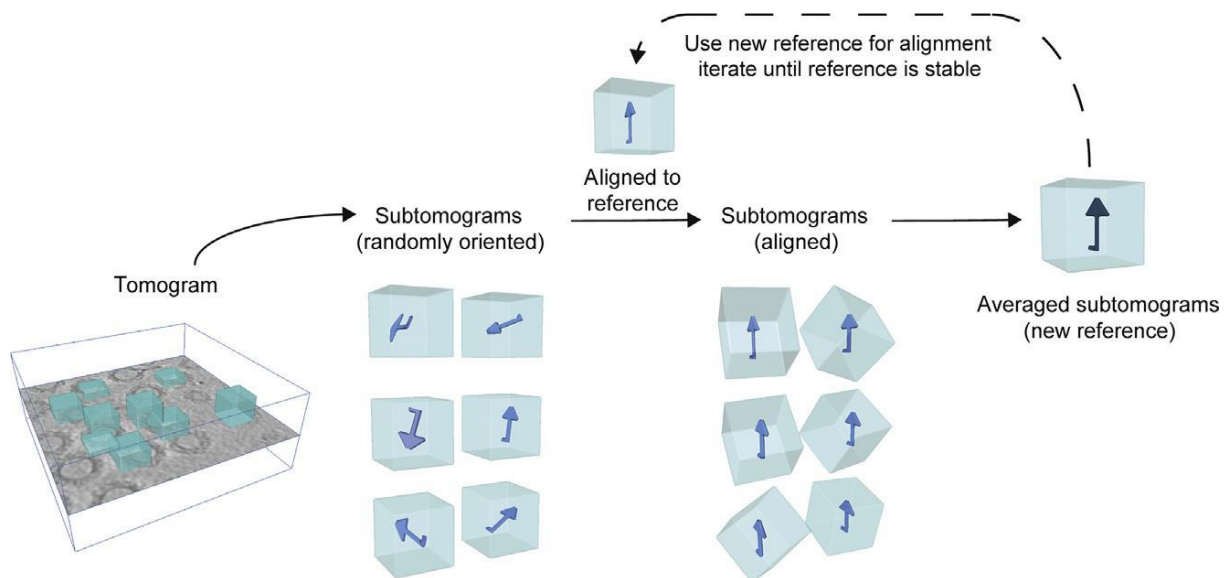 Use new reference for alignment
iterate until reference is stable
Aligned to
reference
Subtomograms
(randomly oriented)
Subtomograms
(aligned)
Tomogram
Averaged subtomograms
(new reference)